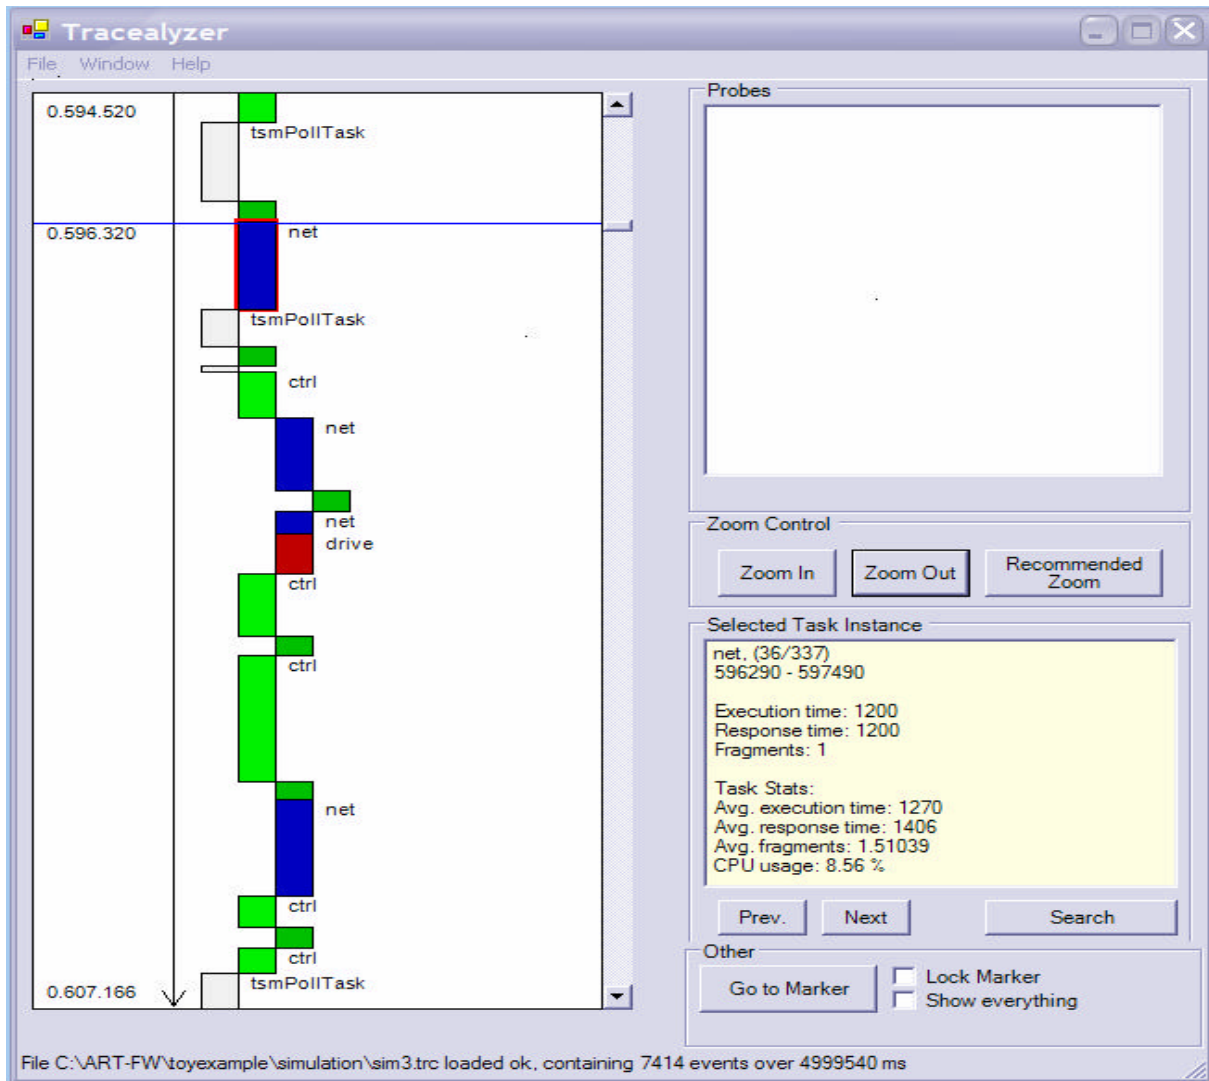 Tracealyzer
File Window Help
0.594.520
tsmPollTask
0.596.320
net
tsmPollTask
ctrl
net
net
drive
ctrl
ctrl
net
ctrl
ctrl
0.607.166
tsmPollTask
Probes
Zoom Control
Zoom In
Zoom Out
Recommended
Zoom
Selected Task Instance
net, (36/337)
596290 - 597490
Execution time: 1200
Response time: 1200
Fragments: 1
Task Stats:
Avg. execution time: 1270
Avg. response time: 1406
Avg. fragments: 1.51039
CPU usage: 8.56 %
Prev.
Next
Search
Other
Go to Marker
Lock Marker
Show everything
File C:\ART-FW\toyexample\simulation\sim3.trc loaded ok, containing 7414 events over 4999540 ms